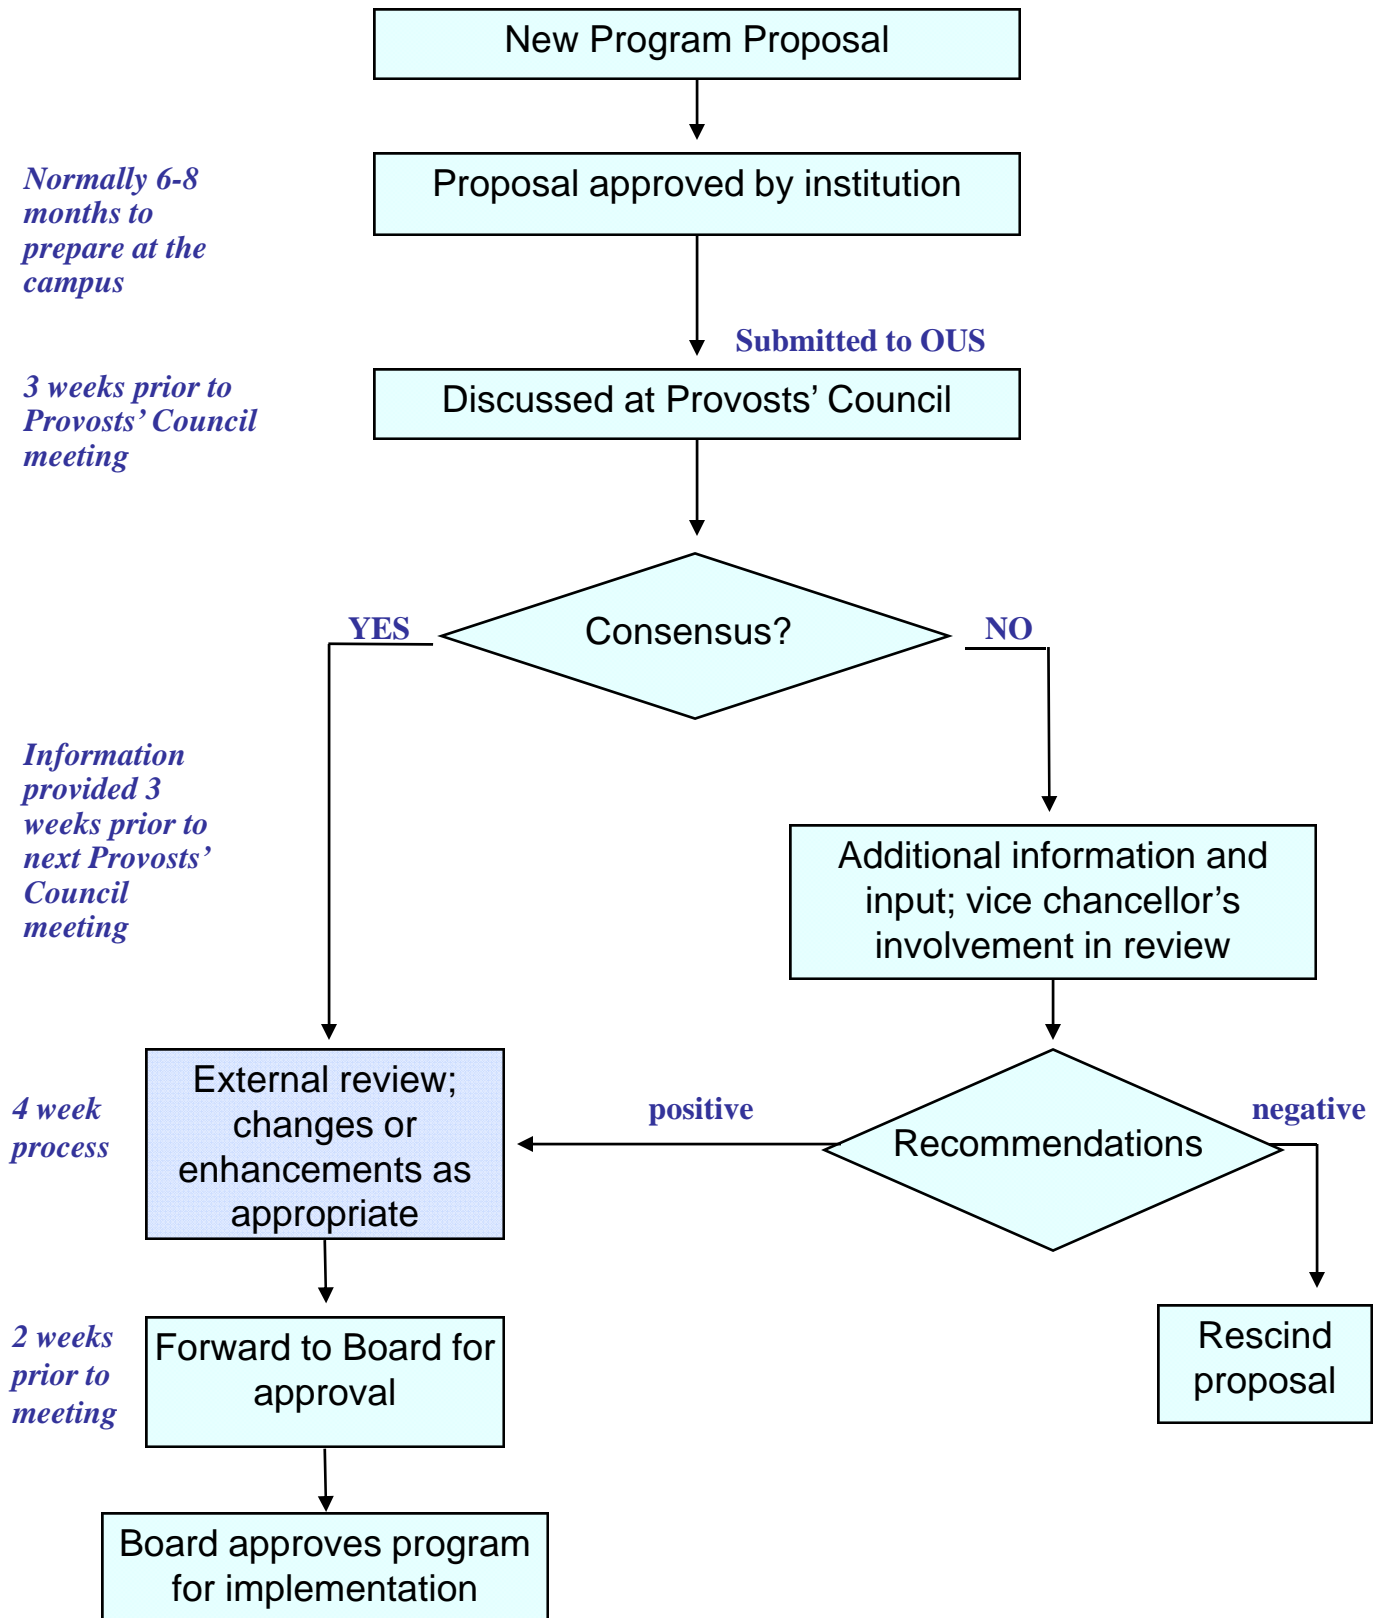 New Program Proposal
Normally 6-8
months to
prepare at the
campus
Proposal approved by institution
Submitted to OUS
3 weeks prior to
Provosts’ Council
meeting
Discussed at Provosts’ Council
YES
Consensus?
NO
Information
provided 3
weeks prior to
next Provosts’
Council
meeting
Additional information and
input; vice chancellor’s
involvement in review
4 week
process
External review;
changes or
enhancements as
appropriate
positive
Recommendations
negative
2 weeks
prior to
meeting
Forward to Board for
approval
Rescind
proposal
Board approves program
for implementation